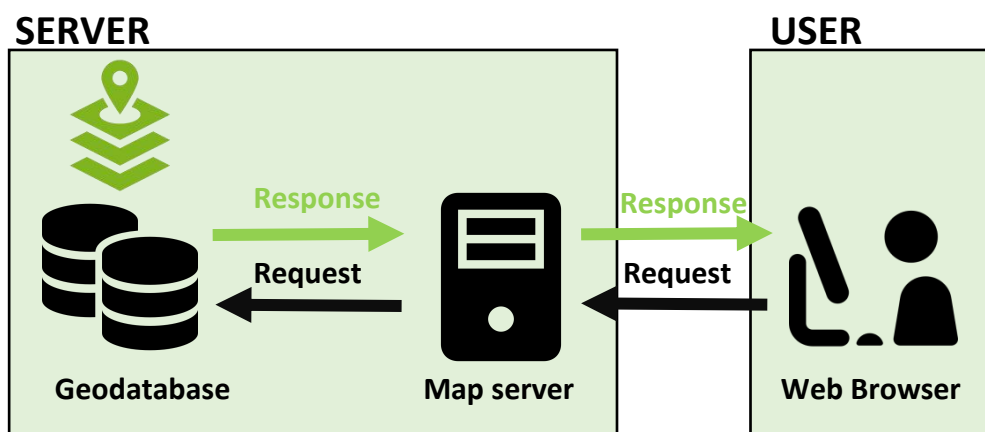 SERVER
USER
Response
Response
Request
Request
Geodatabase
Map server
Web Browser